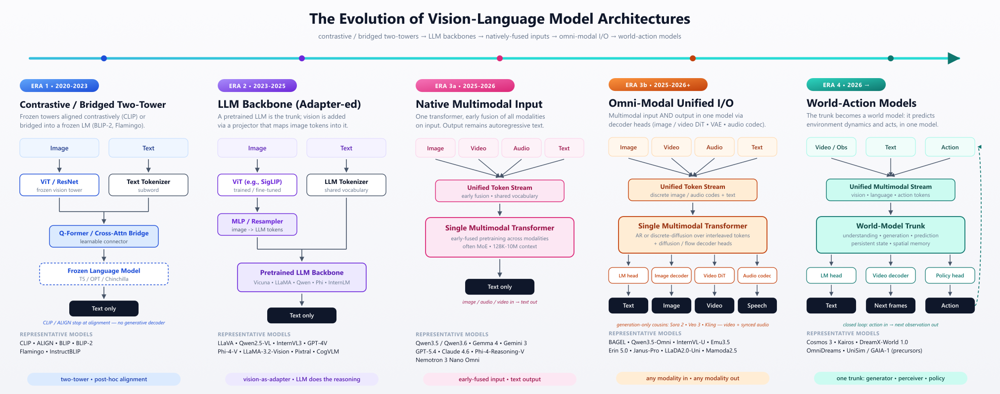 The Evolution of Vision-Language Model Architectures
contrastive / bridged two-towers → LLM backbones → natively-fused inputs → omni-modal I/O → world-action models
ERA 1 • 2020-2023
Contrastive / Bridged Two-Tower
Frozen towers aligned contrastively (CLIP) or
bridged into a frozen LM (BLIP-2, Flamingo).
Image
Text
ViT / ResNet
frozen vision tower
Text Tokenizer
subword
Q-Former / Cross-Attn Bridge
learnable connector
Frozen Language Model
T5 / OPT / Chinchilla
Text only
CLIP / ALIGN stop at alignment — no generative decoder
REPRESENTATIVE MODELS
CLIP • ALIGN • BLIP • BLIP-2
Flamingo • InstructBLIP
two-tower • post-hoc alignment
ERA 2 • 2023-2025
LLM Backbone (Adapter-ed)
A pretrained LLM is the trunk; vision is added
via a projector that maps image tokens into it.
Image
Text
ViT (e.g., SigLIP)
trained / fine-tuned
LLM Tokenizer
shared vocabulary
MLP / Resampler
image -> LLM tokens
Pretrained LLM Backbone
Vicuna • LLaMA • Qwen • Phi • InternLM
Text only
REPRESENTATIVE MODELS
LLaVA • Qwen2.5-VL • InternVL3 • GPT-4V
Phi-4-V • LLaMA-3.2-Vision • Pixtral • CogVLM
vision-as-adapter • LLM does the reasoning
ERA 3a • 2025-2026
Native Multimodal Input
One transformer, early fusion of all modalities
on input. Output remains autoregressive text.
Image
Video
Audio
Text
Unified Token Stream
early fusion • shared vocabulary
Single Multimodal Transformer
early-fused pretraining across modalities
often MoE • 128K-10M context
Text only
image / audio / video in → text out
REPRESENTATIVE MODELS
Qwen3.5 / Qwen3.6 • Gemma 4 • Gemini 3
GPT-5.4 • Claude 4.6 • Phi-4-Reasoning-V
Nemotron 3 Nano Omni
early-fused input • text output
ERA 3b • 2025-2026+
Omni-Modal Unified I/O
Multimodal input AND output in one model via
decoder heads (image / video DiT • VAE • audio codec).
Image
Video
Audio
Text
Unified Token Stream
discrete image / audio codes + text
Single Multimodal Transformer
AR or discrete-diffusion over interleaved tokens
+ diffusion / flow decoder heads
LM head
Image decoder
Video DiT
Audio codec
Text
Image
Video
Speech
generation-only cousins: Sora 2 • Veo 3 • Kling — video + synced audio
REPRESENTATIVE MODELS
BAGEL • Qwen3.5-Omni • InternVL-U • Emu3.5
Erin 5.0 • Janus-Pro • LLaDA2.0-Uni • Mamoda2.5
any modality in • any modality out
ERA 4 • 2026 →
World-Action Models
The trunk becomes a world model: it predicts
environment dynamics and acts, in one model.
Video / Obs
Text
Action
Unified Multimodal Stream
vision • language • action tokens
World-Model Trunk
understanding • generation • prediction
persistent state • spatial memory
LM head
Video decoder
Policy head
Text
Next frames
Action
closed loop: action in → next observation out
REPRESENTATIVE MODELS
Cosmos 3 • Kairos • DreamX-World 1.0
OmniDreams • UniSim / GAIA-1 (precursors)
one trunk: generator • perceiver • policy